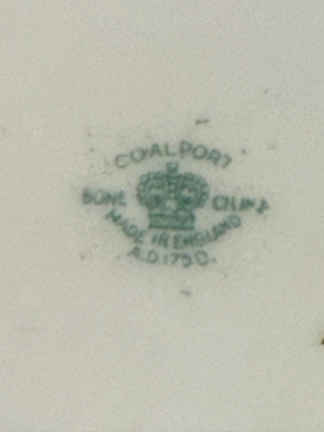 COALPORT
BONE CHINA
MADE IN ENGLAND
A.D.1750.